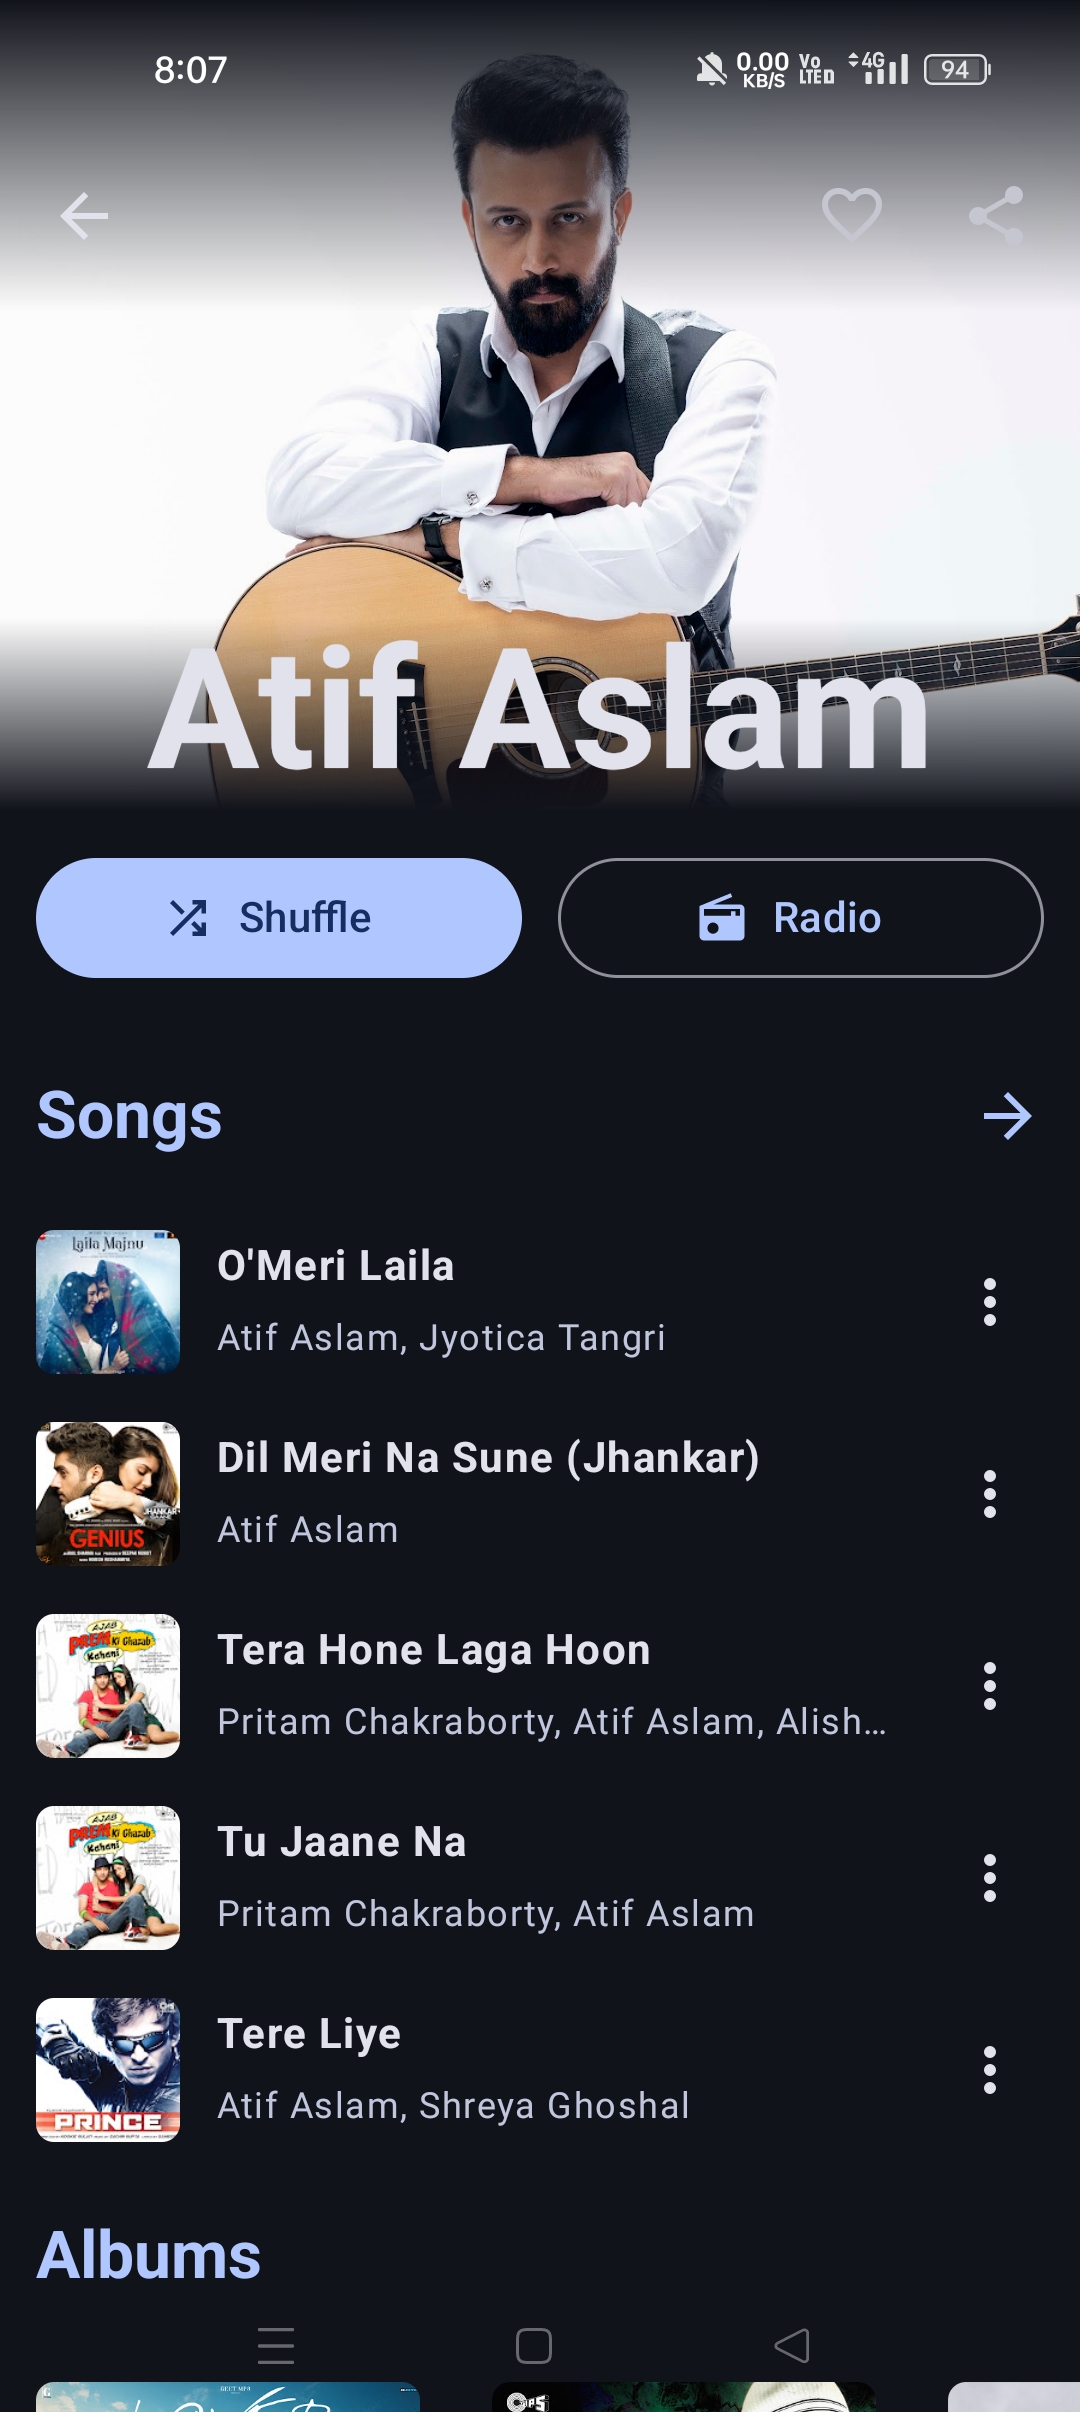 8:07
0.00
KB/S
Vo
LTE D
4G
94
Atif Aslam
Shuffle
Radio
Songs
Laila Majnu
O'Meri Laila
Atif Aslam, Jyotica Tangri
JHANKAR
GENIUS
Dil Meri Na Sune (Jhankar)
Atif Aslam
AJAB
PREM Ki Ghazab
Kahani
Tera Hone Laga Hoon
Pritam Chakraborty, Atif Aslam, Alish...
AJAB
PREM Ki Ghazab
Kahani
Tu Jaane Na
Pritam Chakraborty, Atif Aslam
PRINCE
Tere Liye
Atif Aslam, Shreya Ghoshal
Albums
Tips